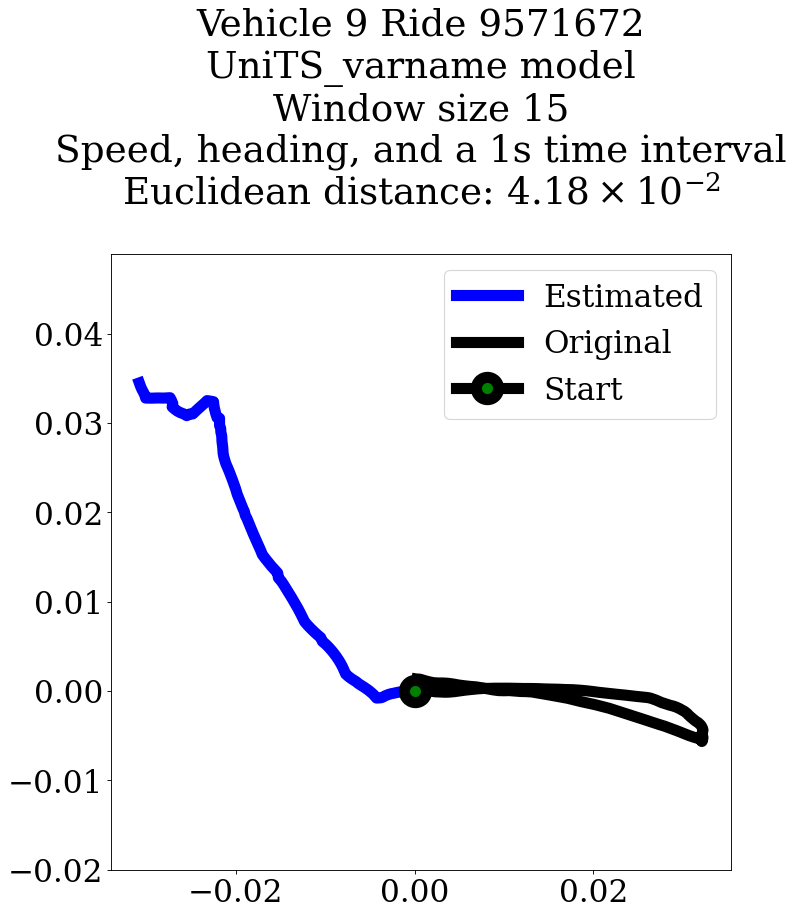 Vehicle 9 Ride 9571672
UniTS_varname model
Window size 15
Speed, heading, and a 1s time interval
Euclidean distance: 4.18 × 10⁻²
Estimated
Original
Start
0.04
0.03
0.02
0.01
0.00
−0.01
−0.02
−0.02 0.00 0.02